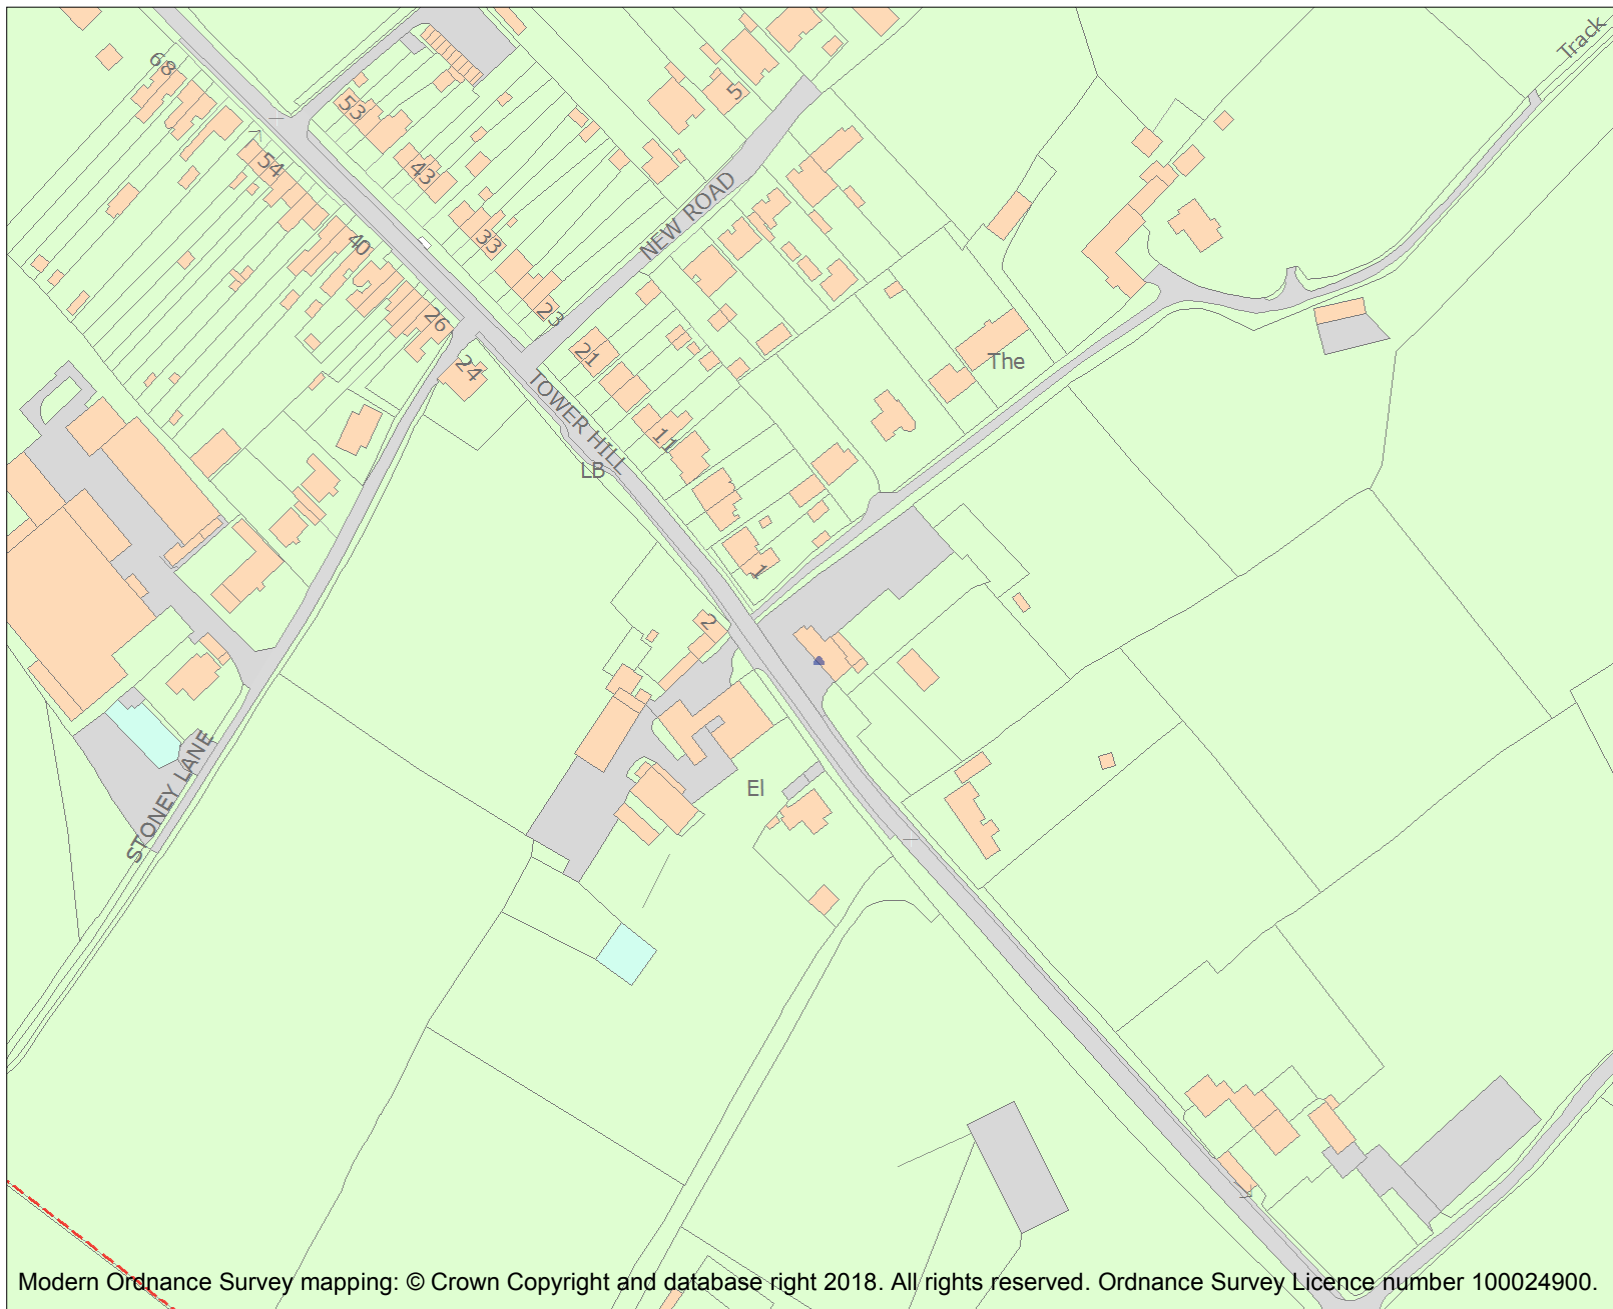 Track
68
53
5
54
43
NEW ROAD
40
33
26
23
21
24
The
TOWER HILL
11
LB
1
2
STONEY LANE
El
Modern Ordnance Survey mapping: © Crown Copyright and database right 2018. All rights reserved. Ordnance Survey Licence number 100024900.